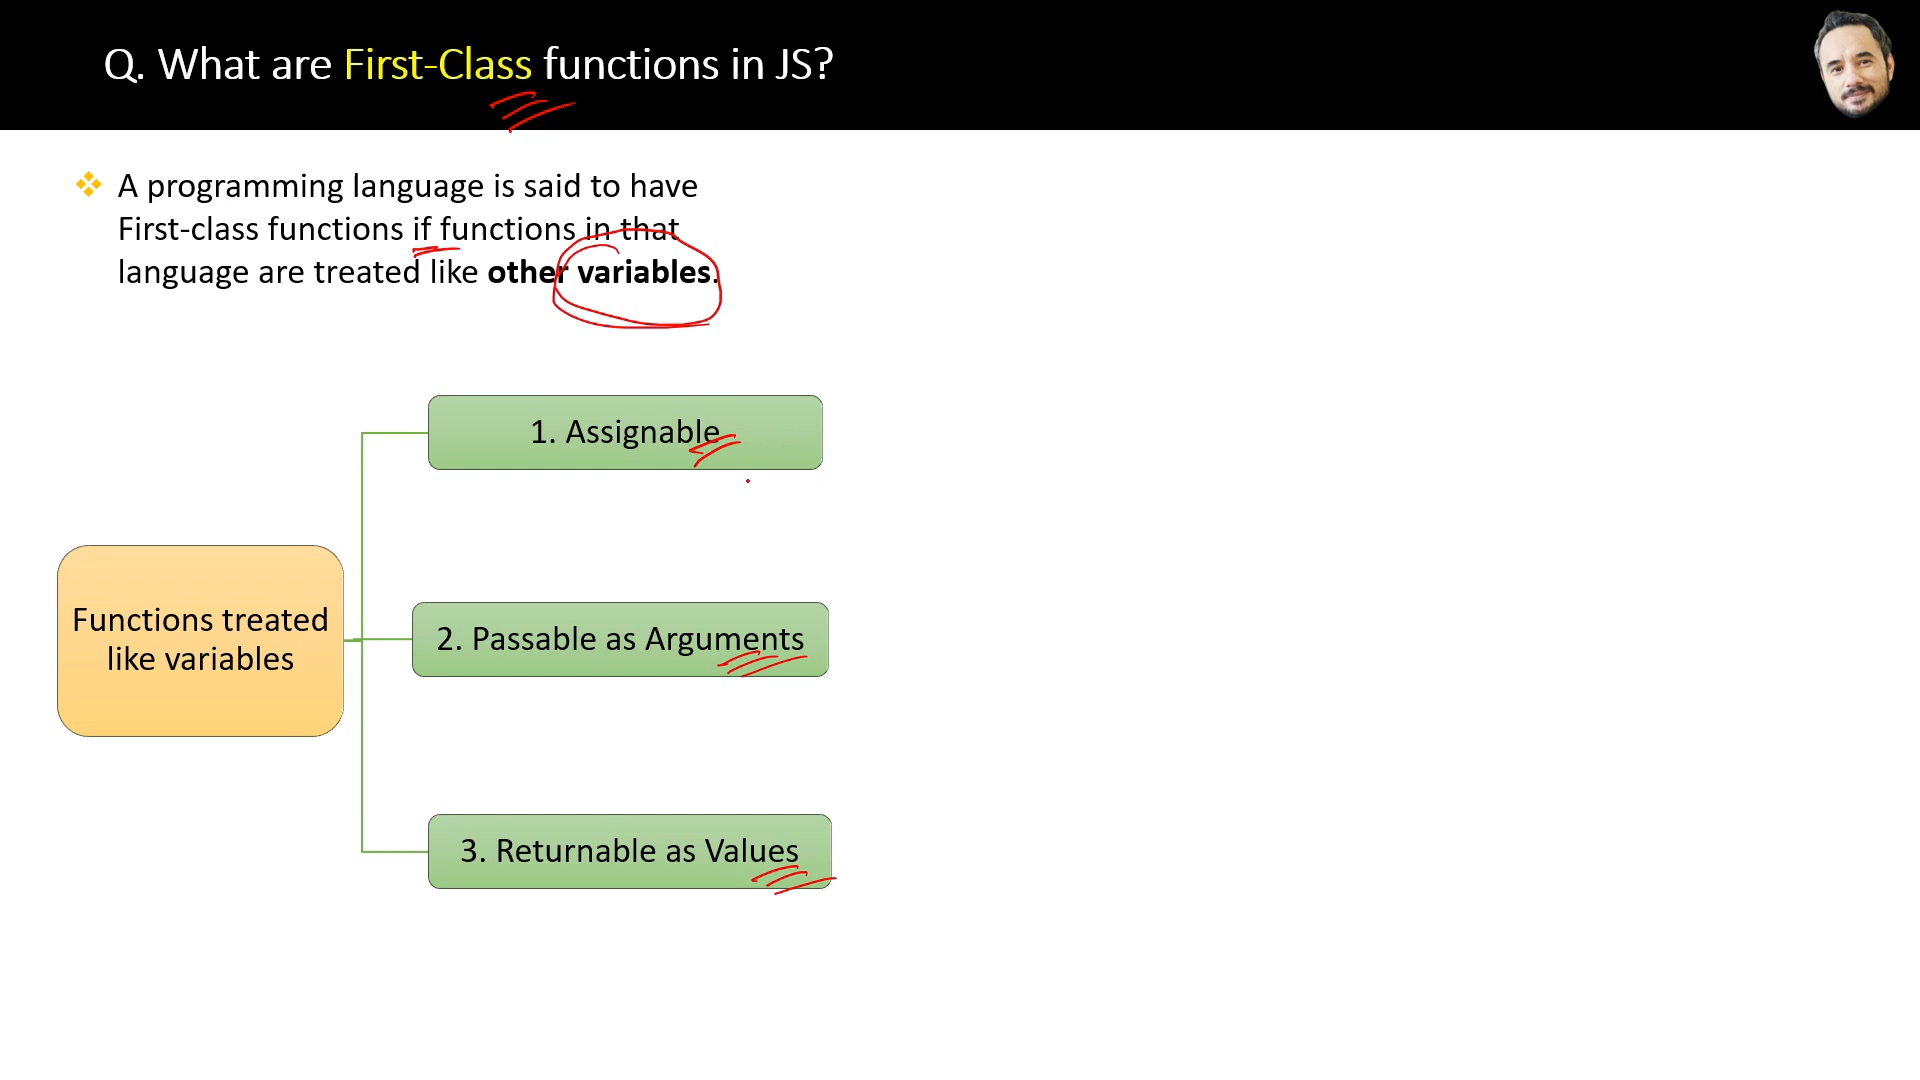 Q. What are First-Class functions in JS?
A programming language is said to have
First-class functions if functions in that
language are treated like other variables.
1. Assignable
Functions treated
like variables
2. Passable as Arguments
3. Returnable as Values